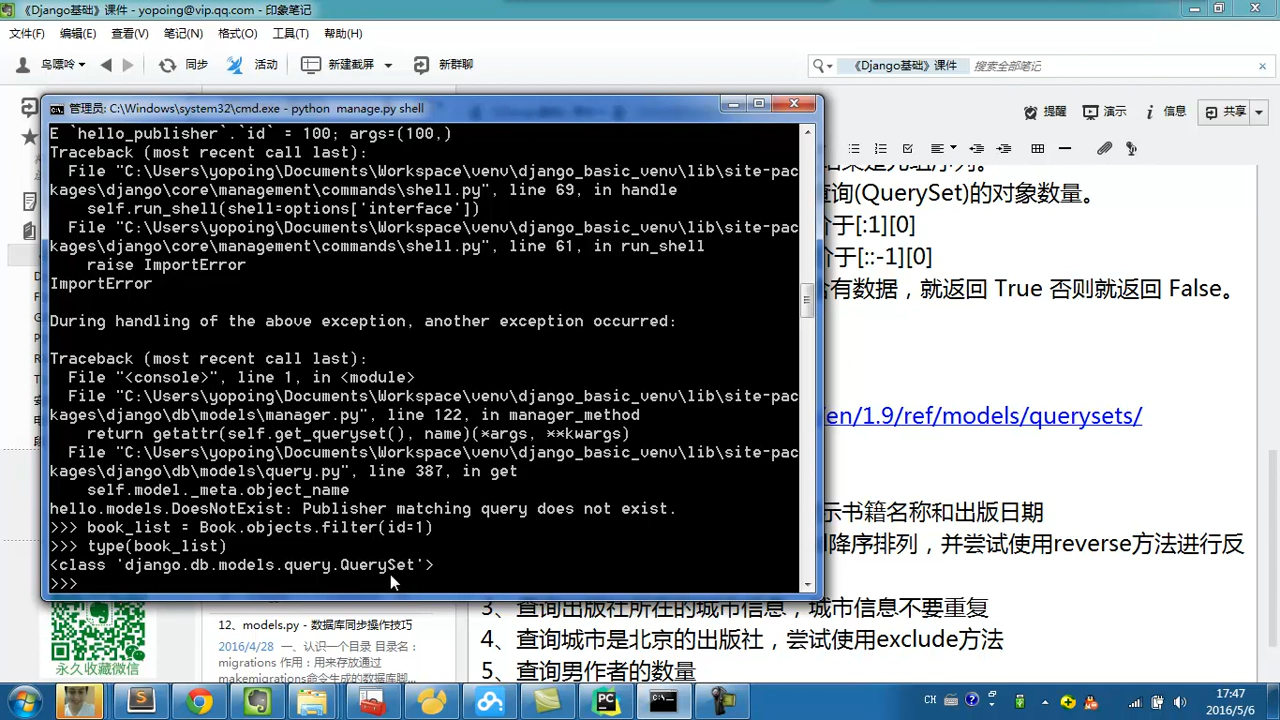 《Django基础》课件 - yopoing@vip.qq.com - 印象笔记
文件(F) 编辑(E) 查看(V) 笔记(N) 格式(O) 工具(T) 帮助(H)
鸟嘌呤 同步 活动 新建截屏 新群聊 《Django基础》课件 搜索全部笔记
提醒 演示 信息 共享
管理员: C:\Windows\system32\cmd.exe - python manage.py shell
E `hello_publisher`.`id` = 100; args=(100,)
Traceback (most recent call last):
File "C:\Users\yopoing\Documents\Workspace\venv\django_basic_venv\lib\site-pac
kages\django\core\management\commands\shell.py", line 69, in handle
self.run_shell(shell=options['interface'])
File "C:\Users\yopoing\Documents\Workspace\venv\django_basic_venv\lib\site-pac
kages\django\core\management\commands\shell.py", line 61, in run_shell
raise ImportError
ImportError
During handling of the above exception, another exception occurred:
Traceback (most recent call last):
File "<console>", line 1, in <module>
File "C:\Users\yopoing\Documents\Workspace\venv\django_basic_venv\lib\site-pac
kages\django\db\models\manager.py", line 122, in manager_method
return getattr(self.get_queryset(), name)(*args, **kwargs)
File "C:\Users\yopoing\Documents\Workspace\venv\django_basic_venv\lib\site-pac
kages\django\db\models\query.py", line 387, in get
self.model._meta.object_name
hello.models.DoesNotExist: Publisher matching query does not exist.
>>> book_list = Book.objects.filter(id=1)
>>> type(book_list)
<class 'django.db.models.query.QuerySet'>
>>>
结果是元组序列。
查询(QuerySet)的对象数量。
介于[:1][0]
介于[::-1][0]
含有数据，就返回 True 否则就返回 False。
en/1.9/ref/models/querysets/
示书籍名称和出版日期
降序排列，并尝试使用reverse方法进行反
3、查询出版社所在的城市信息，城市信息不要重复
4、查询城市是北京的出版社，尝试使用exclude方法
5、查询男作者的数量
永久收藏微信
12、models.py - 数据库同步操作技巧
2016/4/28 一、认识一个目录 目录名：
migrations 作用：用来存放通过
makemigrations命令生成的数据库脚...
CH
17:47
2016/5/6